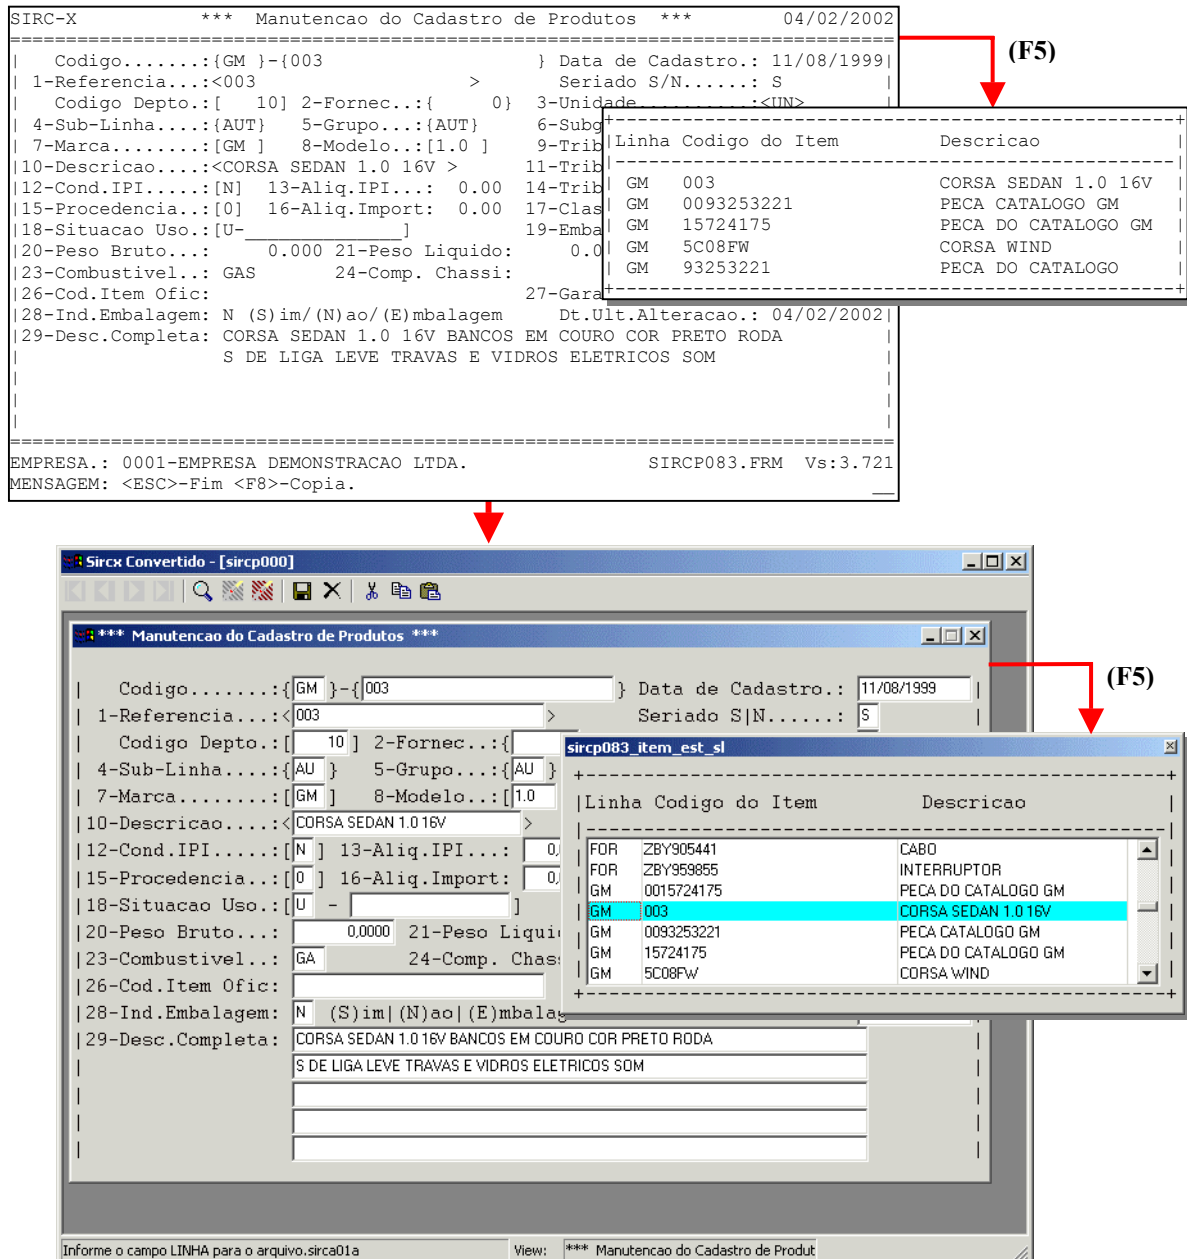 SIRC-X *** Manutencao do Cadastro de Produtos *** 04/02/2002
================================================================================
| Codigo.......:{GM }-{003 } Data de Cadastro.: 11/08/1999|
| 1-Referencia...:<003 > Seriado S/N......: S |
| Codigo Depto.:[ 10] 2-Fornec..:{ 0} 3-Unidade..........:<UN>
| 4-Sub-Linha....:{AUT} 5-Grupo...:{AUT} 6-Subg
| 7-Marca........:[GM ] 8-Modelo..:[1.0 ] 9-Trib
|10-Descricao....:<CORSA SEDAN 1.0 16V > 11-Trib
|12-Cond.IPI.....:[N] 13-Aliq.IPI...: 0.00 14-Trib
|15-Procedencia..:[0] 16-Aliq.Import: 0.00 17-Clas
|18-Situacao Uso.:[U-______________] 19-Emba
|20-Peso Bruto...: 0.000 21-Peso Liquido: 0.0
|23-Combustivel..: GAS 24-Comp. Chassi:
|26-Cod.Item Ofic: 27-Gara
|28-Ind.Embalagem: N (S)im/(N)ao/(E)mbalagem Dt.Ult.Alteracao.: 04/02/2002|
|29-Desc.Completa: CORSA SEDAN 1.0 16V BANCOS EM COURO COR PRETO RODA |
| S DE LIGA LEVE TRAVAS E VIDROS ELETRICOS SOM |
| |
| |
| |
================================================================================
EMPRESA.: 0001-EMPRESA DEMONSTRACAO LTDA. SIRCP083.FRM Vs:3.721
MENSAGEM: <ESC>-Fim <F8>-Copia. __
(F5)
+--------------------------------------------------+
|Linha Codigo do Item Descricao |
|--------------------------------------------------|
| GM 003 CORSA SEDAN 1.0 16V |
| GM 0093253221 PECA CATALOGO GM |
| GM 15724175 PECA DO CATALOGO GM |
| GM 5C08FW CORSA WIND |
| GM 93253221 PECA DO CATALOGO |
+--------------------------------------------------+
Sircx Convertido - [sircp000]
*** Manutencao do Cadastro de Produtos ***
| Codigo.......:{ GM }-{ 003 } Data de Cadastro.: 11/08/1999 |
| 1-Referencia...:< 003 > Seriado S|N......: S |
| Codigo Depto.:[ 10 ] 2-Fornec..:{
| 4-Sub-Linha....:{ AU } 5-Grupo...:{ AU }
| 7-Marca........:[ GM ] 8-Modelo..:[ 1.0
|10-Descricao....:< CORSA SEDAN 1.0 16V >
|12-Cond.IPI.....:[ N ] 13-Aliq.IPI...: 0,
|15-Procedencia..:[ 0 ] 16-Aliq.Import: 0,
|18-Situacao Uso.:[ U - ]
|20-Peso Bruto...: 0,0000 21-Peso Liqui
|23-Combustivel..: GA 24-Comp. Chas
|26-Cod.Item Ofic:
|28-Ind.Embalagem: N (S)im|(N)ao|(E)mbalag
|29-Desc.Completa: CORSA SEDAN 1.0 16V BANCOS EM COURO COR PRETO RODA |
| S DE LIGA LEVE TRAVAS E VIDROS ELETRICOS SOM |
| |
| |
| |
(F5)
sircp083_item_est_sl
+--------------------------------------------------+
|Linha Codigo do Item Descricao |
|--------------------------------------------------|
FOR ZBY905441 CABO
FOR ZBY959855 INTERRUPTOR
GM 0015724175 PECA DO CATALOGO GM
GM 003 CORSA SEDAN 1.0 16V
GM 0093253221 PECA CATALOGO GM
GM 15724175 PECA DO CATALOGO GM
GM 5C08FW CORSA WIND
+--------------------------------------------------+
Informe o campo LINHA para o arquivo.sirca01a View: *** Manutencao do Cadastro de Produt